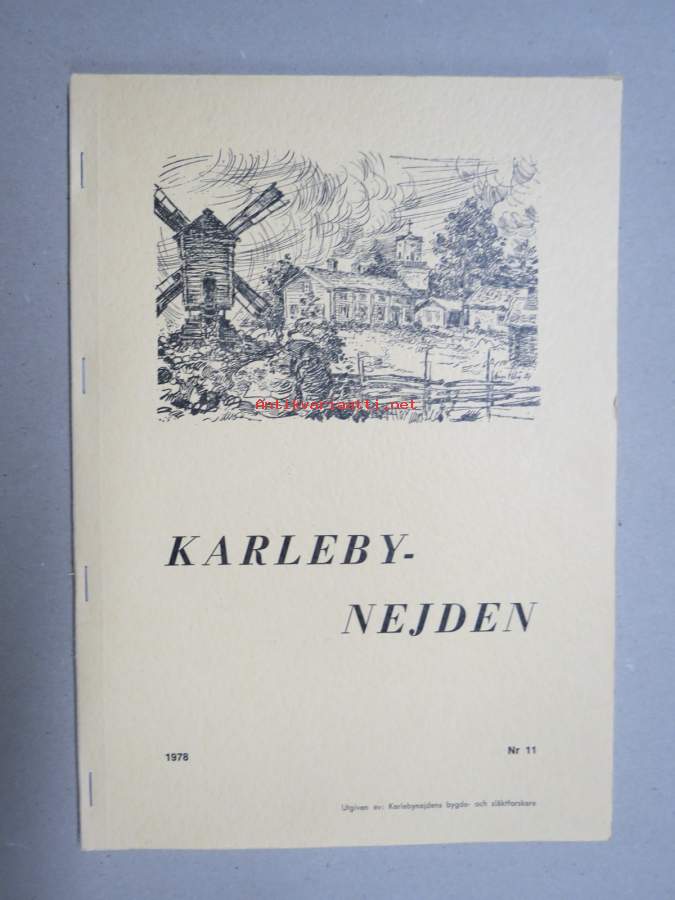 Antikvariaatti.net
KARLEBY-
NEJDEN
1978
Nr 11
Utgiven av: Karlebynejdens bygde- och släktforskare